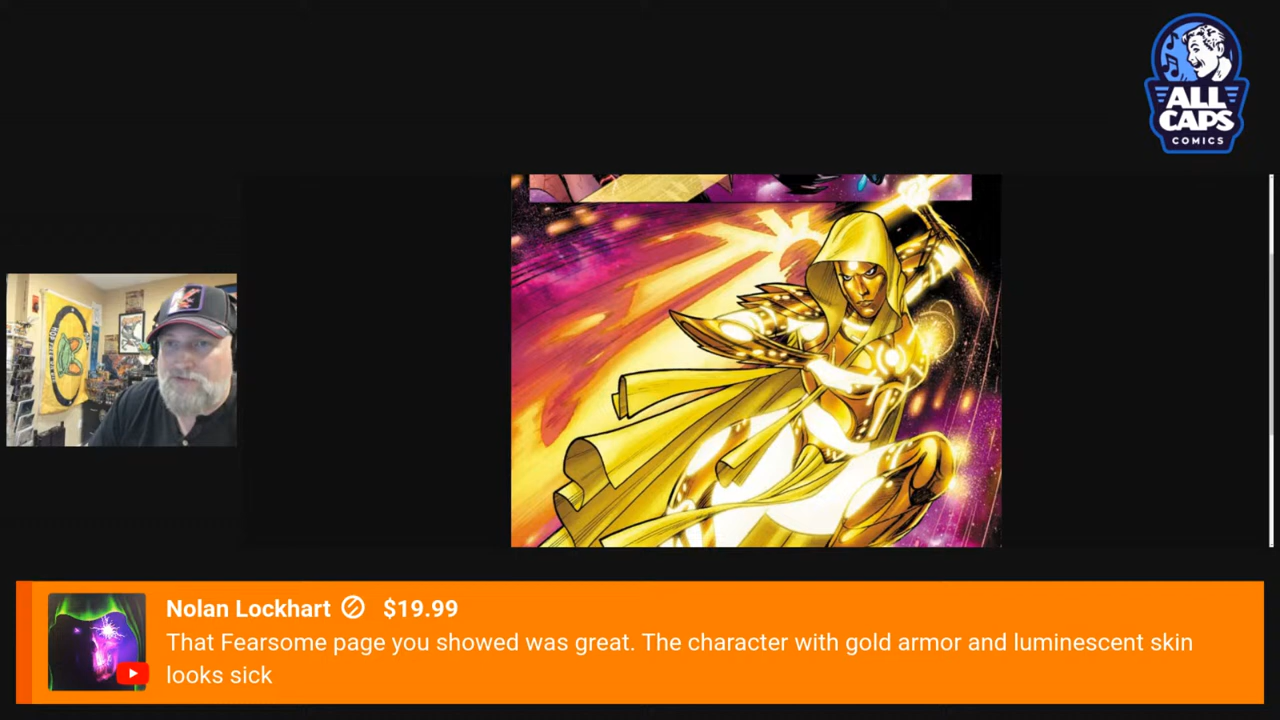 ALL
CAPS
COMICS
Nolan Lockhart $19.99
That Fearsome page you showed was great. The character with gold armor and luminescent skin
looks sick